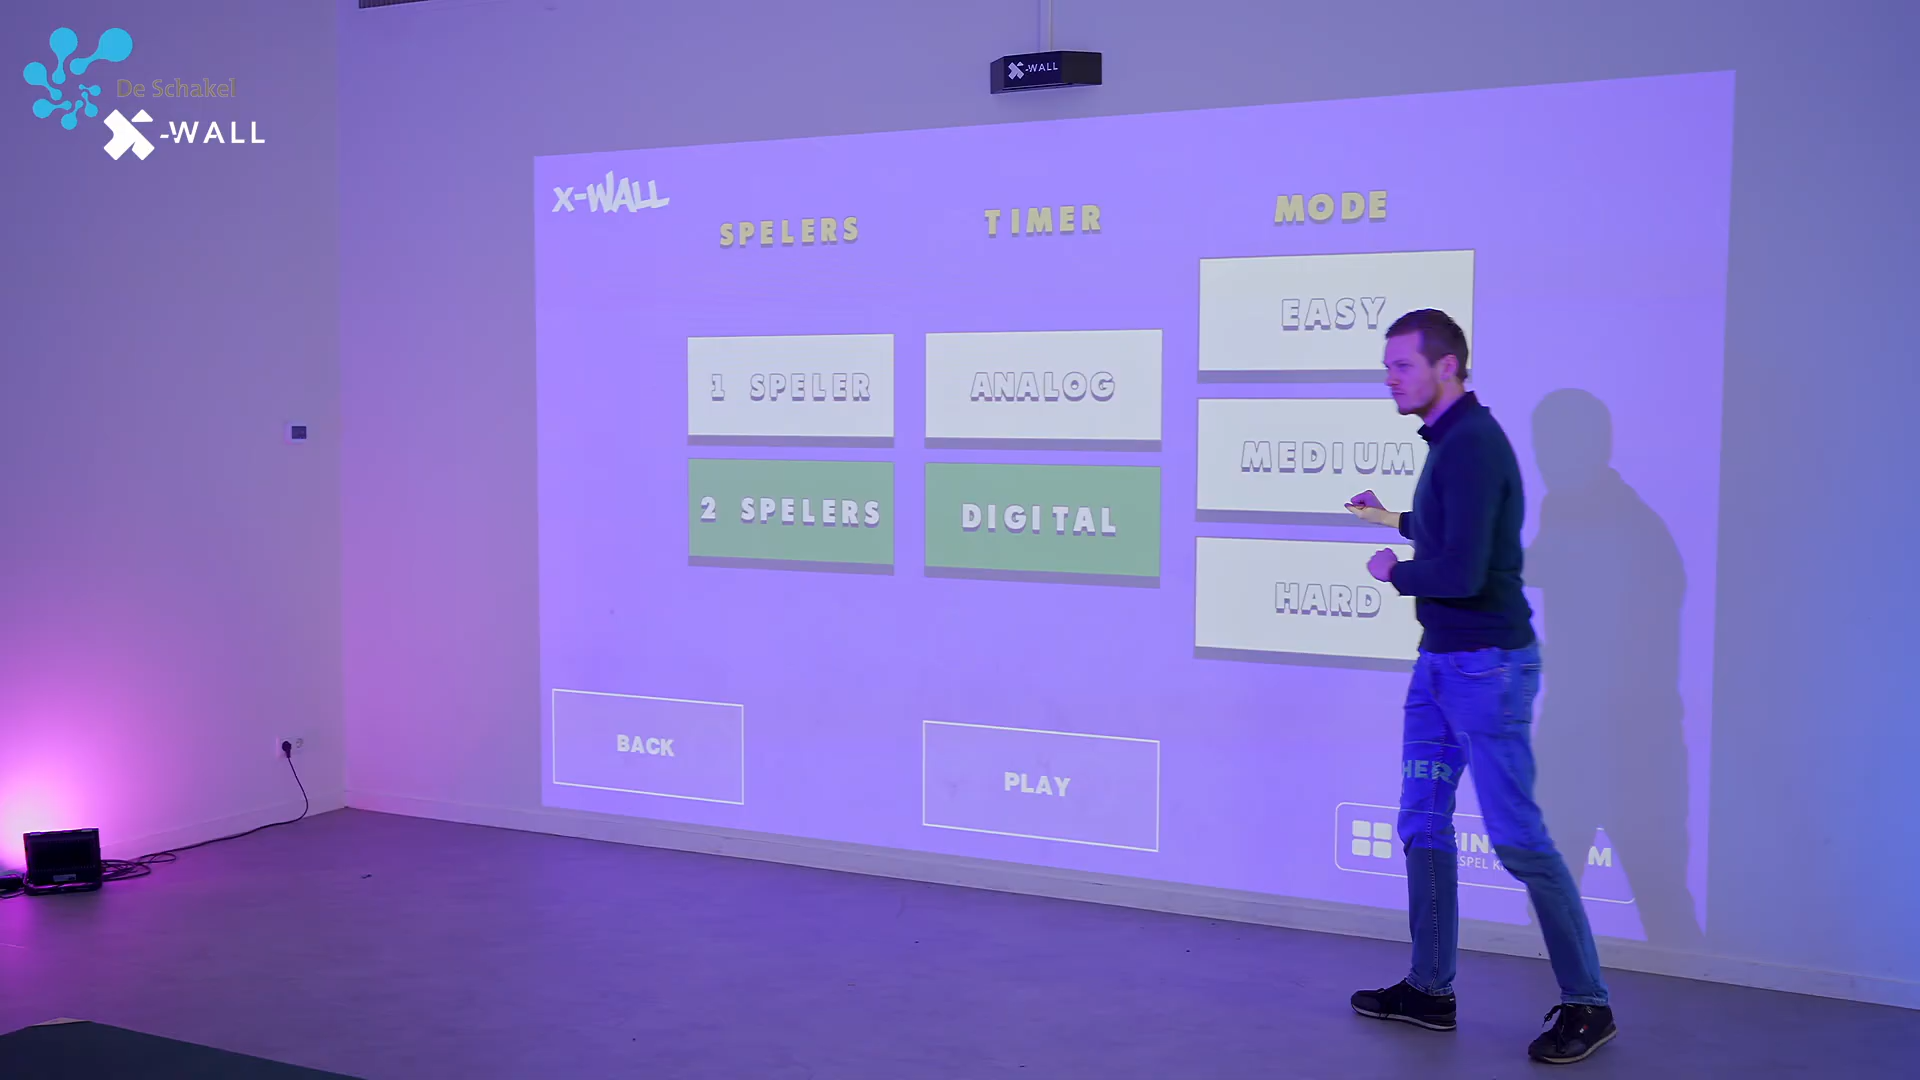 De Schakel
X-WALL
X-WALL
X-WALL
SPELERS
TIMER
MODE
1 SPELER
2 SPELERS
ANALOG
DIGITAL
EASY
MEDIUM
HARD
BACK
PLAY